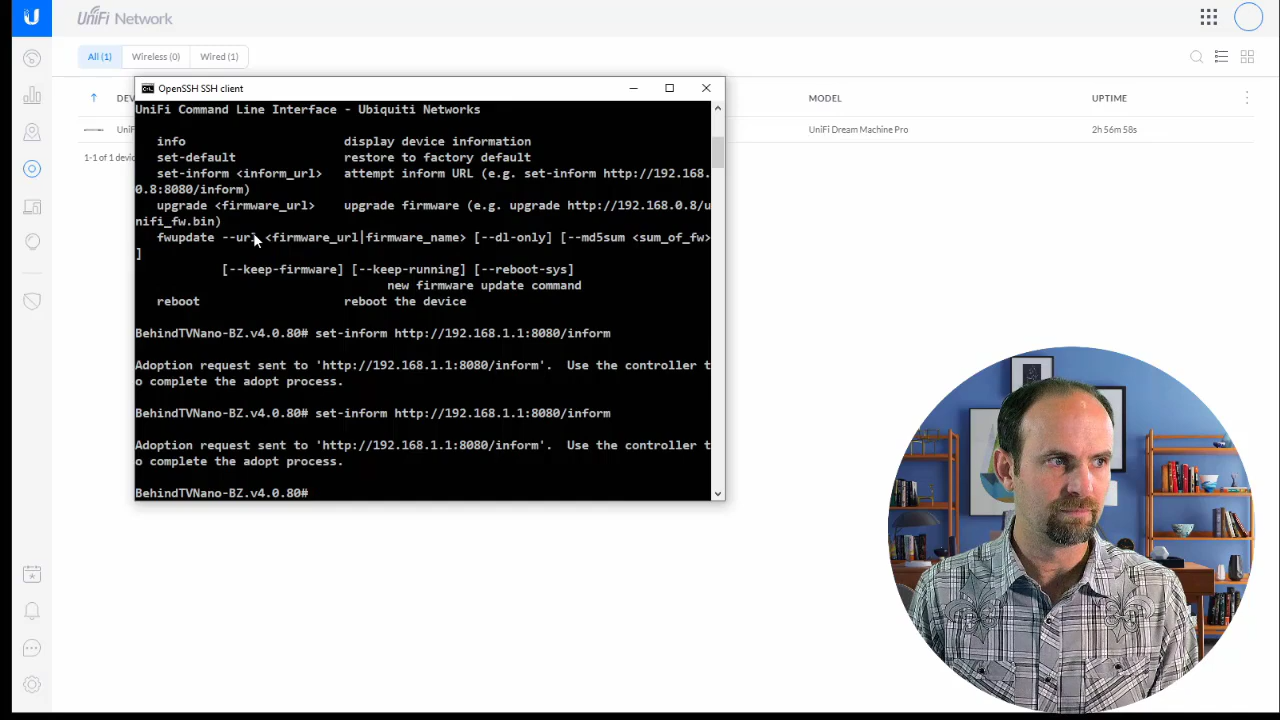 UniFi Network
All (1) Wireless (0) Wired (1)
DEV MODEL UPTIME
UniF UniFi Dream Machine Pro 2h 56m 58s
1-1 of 1 devic
OpenSSH SSH client
UniFi Command Line Interface - Ubiquiti Networks
info display device information
set-default restore to factory default
set-inform <inform_url> attempt inform URL (e.g. set-inform http://192.168.
0.8:8080/inform)
upgrade <firmware_url> upgrade firmware (e.g. upgrade http://192.168.0.8/u
nifi_fw.bin)
fwupdate --url <firmware_url|firmware_name> [--dl-only] [--md5sum <sum_of_fw>
]
[--keep-firmware] [--keep-running] [--reboot-sys]
new firmware update command
reboot reboot the device
BehindTVNano-BZ.v4.0.80# set-inform http://192.168.1.1:8080/inform
Adoption request sent to 'http://192.168.1.1:8080/inform'. Use the controller t
o complete the adopt process.
BehindTVNano-BZ.v4.0.80# set-inform http://192.168.1.1:8080/inform
Adoption request sent to 'http://192.168.1.1:8080/inform'. Use the controller t
o complete the adopt process.
BehindTVNano-BZ.v4.0.80#